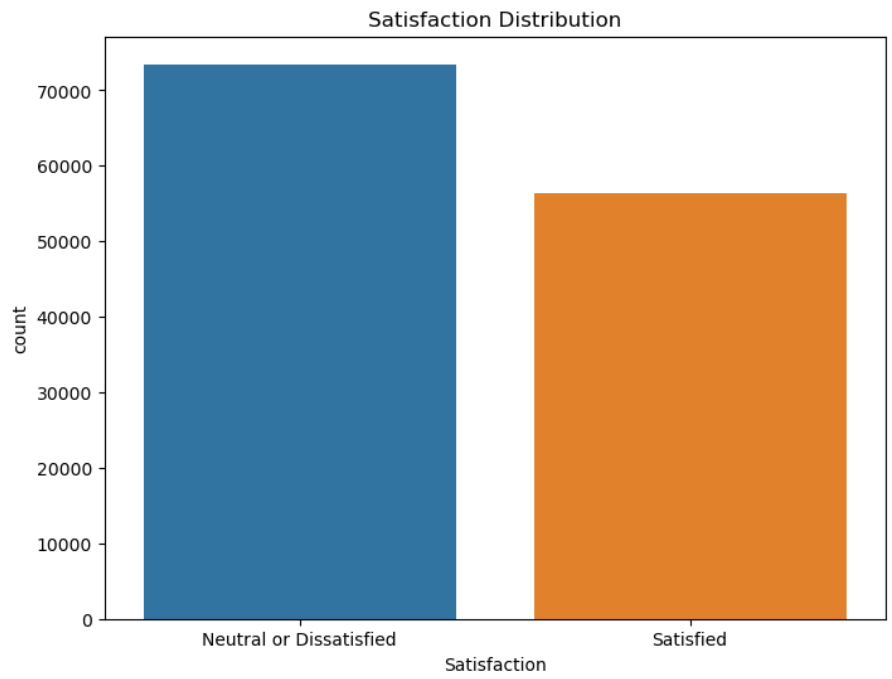 Satisfaction Distribution
70000
60000
50000
40000
30000
20000
10000
0
count
Neutral or Dissatisfied
Satisfied
Satisfaction